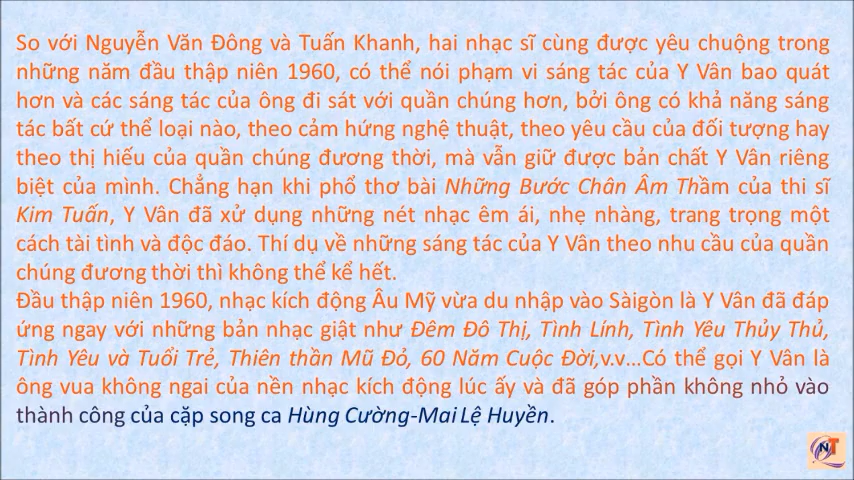 So với Nguyễn Văn Đông và Tuấn Khanh, hai nhạc sĩ cùng được yêu chuộng trong
những năm đầu thập niên 1960, có thể nói phạm vi sáng tác của Y Vân bao quát
hơn và các sáng tác của ông đi sát với quần chúng hơn, bởi ông có khả năng sáng
tác bất cứ thể loại nào, theo cảm hứng nghệ thuật, theo yêu cầu của đối tượng hay
theo thị hiếu của quần chúng đương thời, mà vẫn giữ được bản chất Y Vân riêng
biệt của mình. Chẳng hạn khi phổ thơ bài Những Bước Chân Âm Thầm của thi sĩ
Kim Tuấn, Y Vân đã xử dụng những nét nhạc êm ái, nhẹ nhàng, trang trọng một
cách tài tình và độc đáo. Thí dụ về những sáng tác của Y Vân theo nhu cầu của quần
chúng đương thời thì không thể kể hết.
Đầu thập niên 1960, nhạc kích động Âu Mỹ vừa du nhập vào Sàigòn là Y Vân đã đáp
ứng ngay với những bản nhạc giật như Đêm Đô Thị, Tình Lính, Tình Yêu Thủy Thủ,
Tình Yêu và Tuổi Trẻ, Thiên thần Mũ Đỏ, 60 Năm Cuộc Đời,v.v...Có thể gọi Y Vân là
ông vua không ngai của nền nhạc kích động lúc ấy và đã góp phần không nhỏ vào
thành công của cặp song ca Hùng Cường-Mai Lệ Huyền.
NT